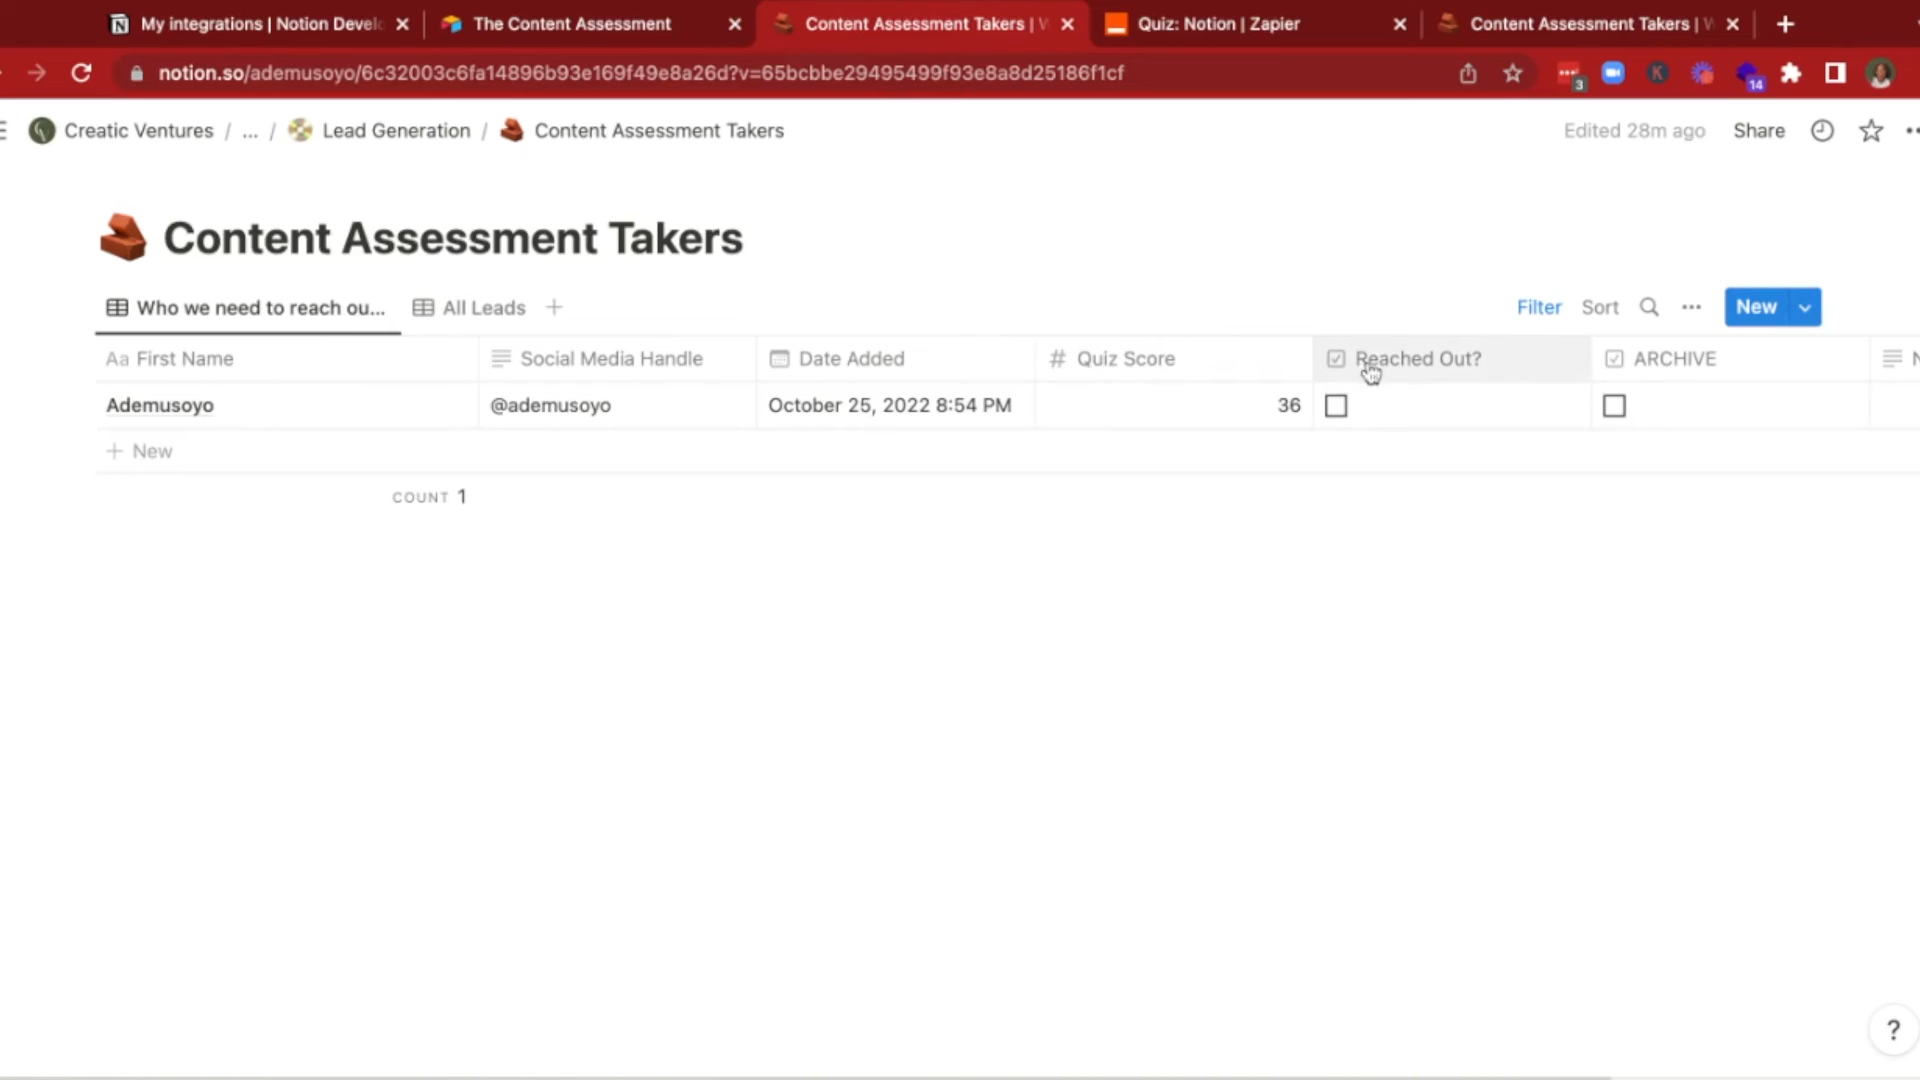 My integrations | Notion Develo
The Content Assessment
Content Assessment Takers |
Quiz: Notion | Zapier
Content Assessment Takers |
notion.so/ademusoyo/6c32003c6fa14896b93e169f49e8a26d?v=65bcbbe29495499f93e8a8d25186f1cf
3
K
14
Creatic Ventures / ... / Lead Generation / Content Assessment Takers
Edited 28m ago
Share
Content Assessment Takers
Who we need to reach ou...
All Leads
Filter
Sort
New
Aa First Name
Social Media Handle
Date Added
# Quiz Score
Reached Out?
ARCHIVE
Ademusoyo
@ademusoyo
October 25, 2022 8:54 PM
36
+ New
COUNT 1
?